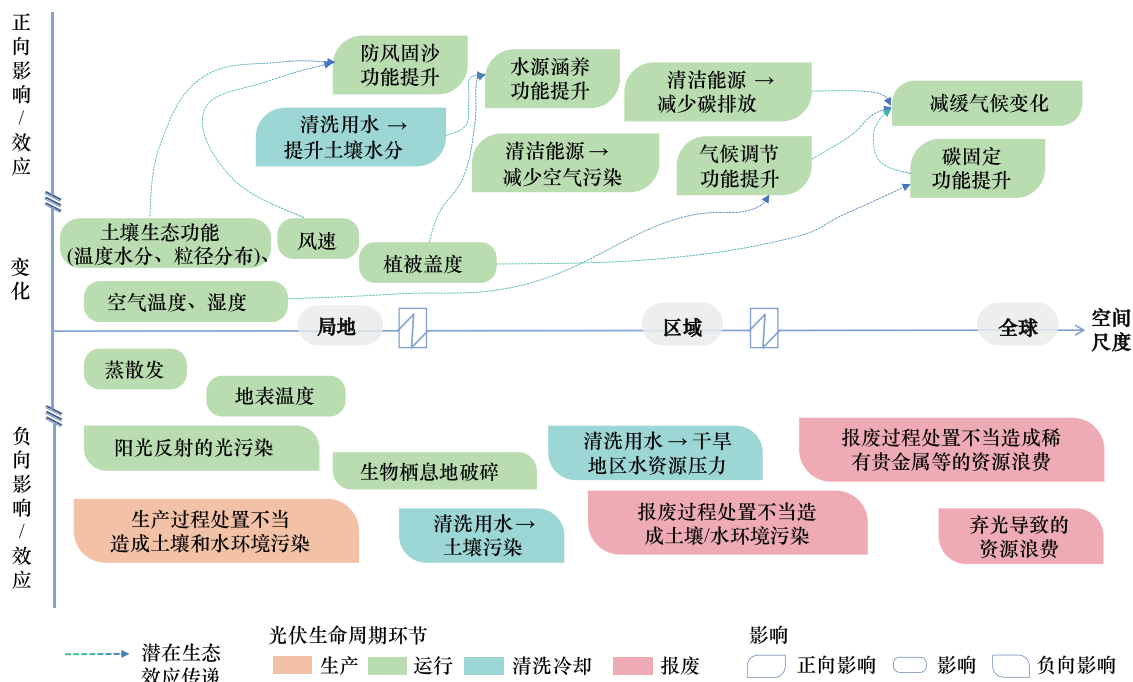 正向影响/效应
变化
负向影响/效应
防风固沙
功能提升
水源涵养
功能提升
清洁能源 →
减少碳排放
减缓气候变化
清洗用水 →
提升土壤水分
清洁能源 →
减少空气污染
气候调节
功能提升
碳固定
功能提升
土壤生态功能
(温度水分、粒径分布)、
风速
植被盖度
空气温度、湿度
局地
区域
全球
空间
尺度
蒸散发
地表温度
阳光反射的光污染
生物栖息地破碎
清洗用水 → 干旱
地区水资源压力
报废过程处置不当造成稀
有贵金属等的资源浪费
生产过程处置不当
造成土壤和水环境污染
清洗用水 →
土壤污染
报废过程处置不当造
成土壤/水环境污染
弃光导致的
资源浪费
潜在生态
效应传递
光伏生命周期环节
生产
运行
清洗冷却
报废
影响
正向影响
影响
负向影响